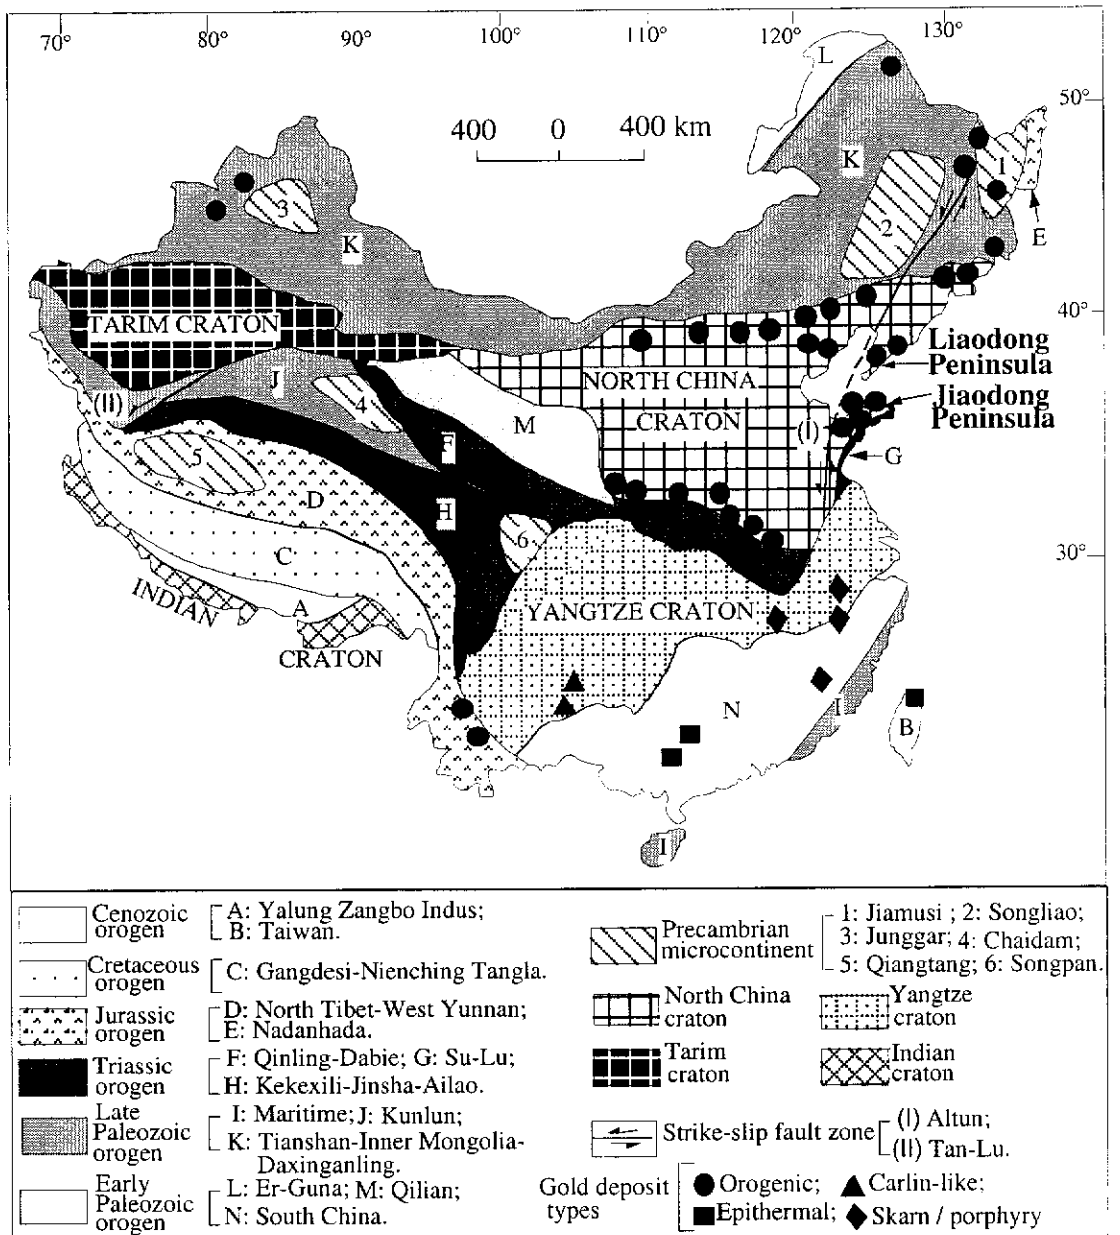 70° 80° 90° 100° 110° 120° 130°
L
50°
400 0 400 km
K
1
3
2
E
K
40°
TARIM CRATON
Liaodong
Peninsula
J
NORTH CHINA
(II)
4
Jiaodong
Peninsula
M
CRATON
(I)
F
G
5
D
H
6
C
30°
INDIAN
A
YANGTZE CRATON
CRATON
N
I
B
I
Cenozoic
orogen
A: Yalung Zangbo Indus;
B: Taiwan.
Cretaceous
orogen
C: Gangdesi-Nienching Tangla.
Jurassic
orogen
D: North Tibet-West Yunnan;
E: Nadanhada.
Triassic
orogen
F: Qinling-Dabie; G: Su-Lu;
H: Kekexili-Jinsha-Ailao.
Late
Paleozoic
orogen
I: Maritime; J: Kunlun;
K: Tianshan-Inner Mongolia-
Daxinganling.
Early
Paleozoic
orogen
L: Er-Guna; M: Qilian;
N: South China.
Precambrian
microcontinent
1: Jiamusi ; 2: Songliao;
3: Junggar; 4: Chaidam;
5: Qiangtang; 6: Songpan.
North China
craton
Yangtze
craton
Tarim
craton
Indian
craton
Strike-slip fault zone
(I) Altun;
(II) Tan-Lu.
Gold deposit
types
Orogenic; Carlin-like;
Epithermal; Skarn / porphyry